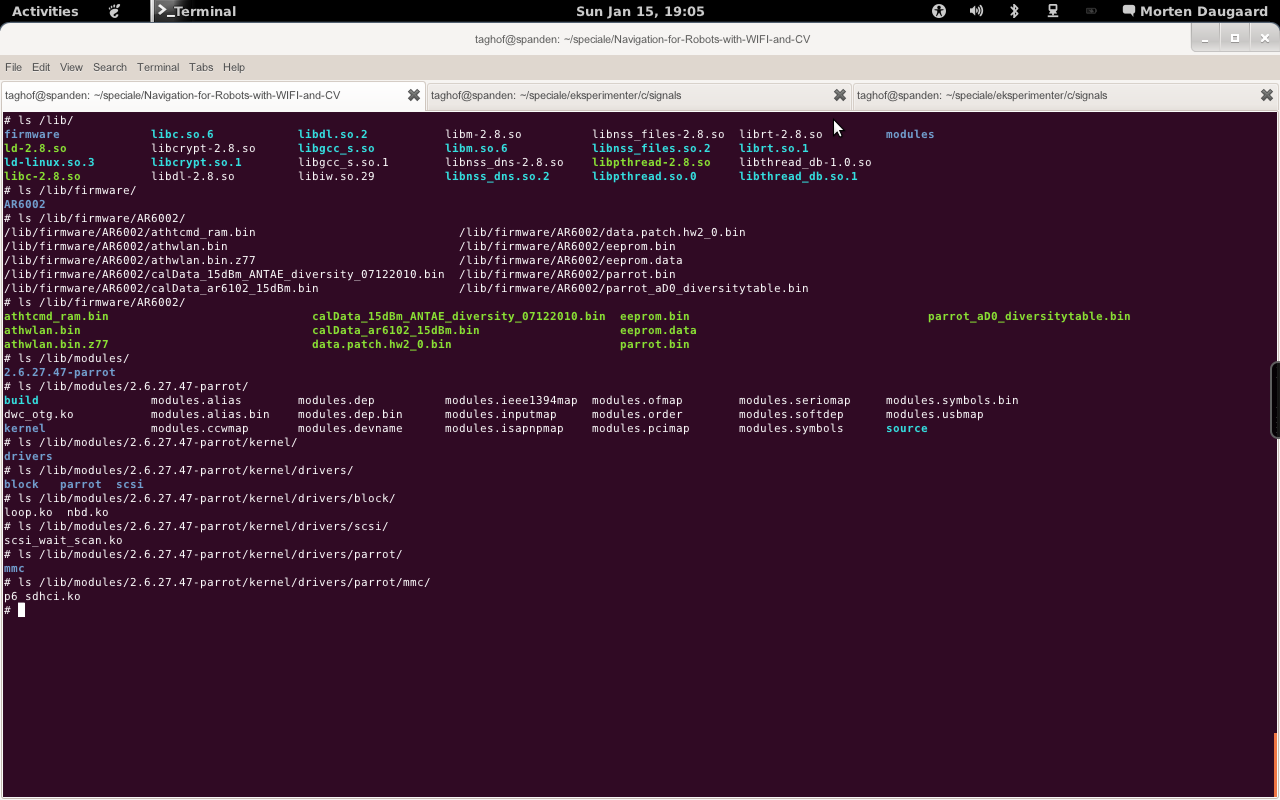 Activities >_Terminal Sun Jan 15, 19:05 Morten Daugaard
taghof@spanden: ~/speciale/Navigation-for-Robots-with-WIFI-and-CV
File Edit View Search Terminal Tabs Help
taghof@spanden: ~/speciale/Navigation-for-Robots-with-WIFI-and-CV taghof@spanden: ~/speciale/eksperimenter/c/signals taghof@spanden: ~/speciale/eksperimenter/c/signals
# ls /lib/
firmware libc.so.6 libdl.so.2 libm-2.8.so libnss_files-2.8.so librt-2.8.so modules
ld-2.8.so libcrypt-2.8.so libgcc_s.so libm.so.6 libnss_files.so.2 librt.so.1
ld-linux.so.3 libcrypt.so.1 libgcc_s.so.1 libnss_dns-2.8.so libpthread-2.8.so libthread_db-1.0.so
libc-2.8.so libdl-2.8.so libiw.so.29 libnss_dns.so.2 libpthread.so.0 libthread_db.so.1
# ls /lib/firmware/
AR6002
# ls /lib/firmware/AR6002/
/lib/firmware/AR6002/athtcmd_ram.bin /lib/firmware/AR6002/data.patch.hw2_0.bin
/lib/firmware/AR6002/athwlan.bin /lib/firmware/AR6002/eeprom.bin
/lib/firmware/AR6002/athwlan.bin.z77 /lib/firmware/AR6002/eeprom.data
/lib/firmware/AR6002/calData_15dBm_ANTAE_diversity_07122010.bin /lib/firmware/AR6002/parrot.bin
/lib/firmware/AR6002/calData_ar6102_15dBm.bin /lib/firmware/AR6002/parrot_aD0_diversitytable.bin
# ls /lib/firmware/AR6002/
athtcmd_ram.bin calData_15dBm_ANTAE_diversity_07122010.bin eeprom.bin parrot_aD0_diversitytable.bin
athwlan.bin calData_ar6102_15dBm.bin eeprom.data
athwlan.bin.z77 data.patch.hw2_0.bin parrot.bin
# ls /lib/modules/
2.6.27.47-parrot
# ls /lib/modules/2.6.27.47-parrot/
build modules.alias modules.dep modules.ieee1394map modules.ofmap modules.seriomap modules.symbols.bin
dwc_otg.ko modules.alias.bin modules.dep.bin modules.inputmap modules.order modules.softdep modules.usbmap
kernel modules.ccwmap modules.devname modules.isapnpmap modules.pcimap modules.symbols source
# ls /lib/modules/2.6.27.47-parrot/kernel/
drivers
# ls /lib/modules/2.6.27.47-parrot/kernel/drivers/
block parrot scsi
# ls /lib/modules/2.6.27.47-parrot/kernel/drivers/block/
loop.ko nbd.ko
# ls /lib/modules/2.6.27.47-parrot/kernel/drivers/scsi/
scsi_wait_scan.ko
# ls /lib/modules/2.6.27.47-parrot/kernel/drivers/parrot/
mmc
# ls /lib/modules/2.6.27.47-parrot/kernel/drivers/parrot/mmc/
p6_sdhci.ko
#